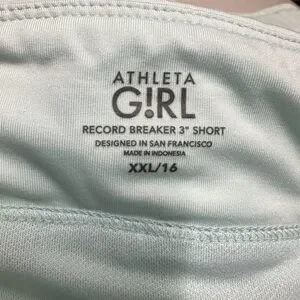 ATHLETA
G!RL
RECORD BREAKER 3" SHORT
DESIGNED IN SAN FRANCISCO
MADE IN INDONESIA
XXL/16